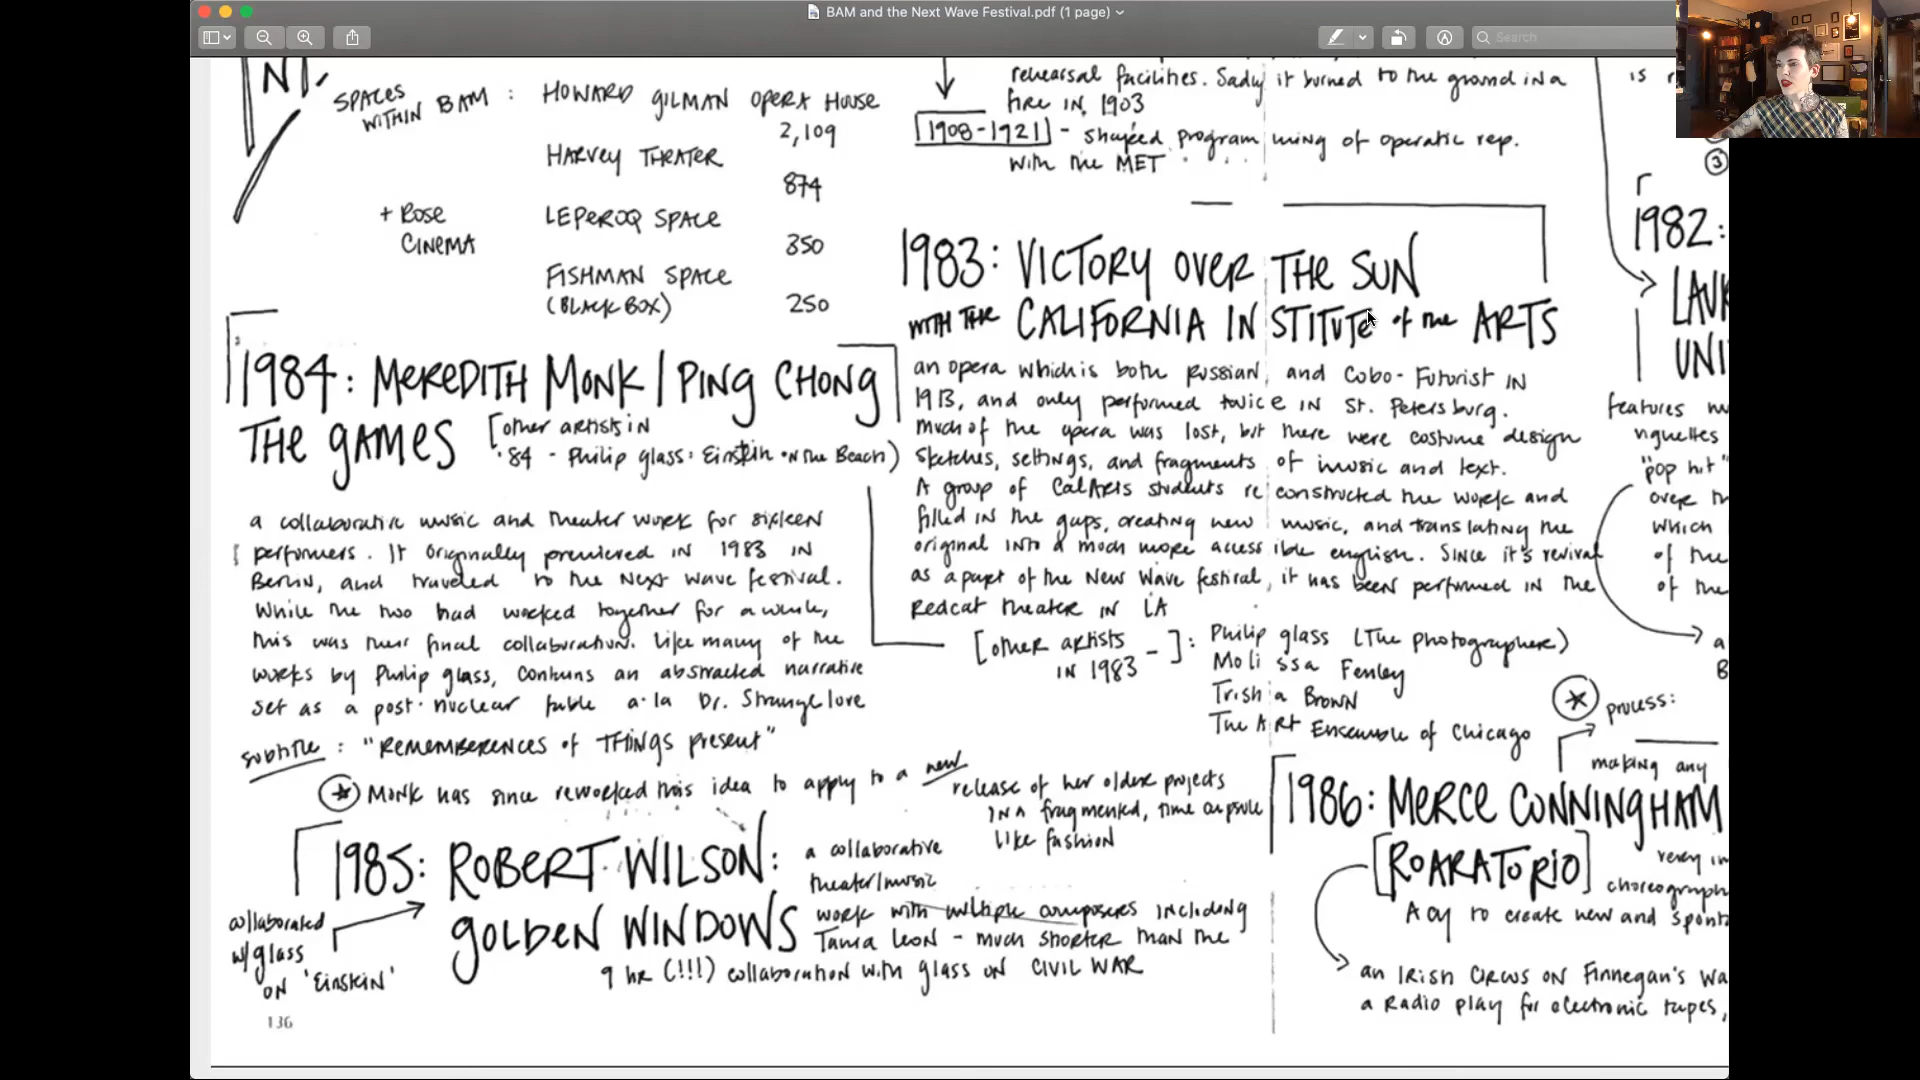 BAM and the Next Wave Festival.pdf (1 page)
Search
N,
SPACES WITHIN BAM :
HOWARD GILMAN OPERA HOUSE
2,109
HARVEY THEATER
874
+ Rose CINEMA
LEPERCQ SPACE
350
FISHMAN SPACE
(BLACK BOX)
250
rehearsal facilities. Sadly it burned to the ground in a
fire in 1903
1908-1921 - shared programming of operatic rep.
with the MET
is
3
1984: MEREDITH MONK / PING CHONG
THE GAMES [other artists in
'84 - Philip glass: Einstein on the Beach)
a collaborative music and theater work for sixteen
performers. It originally premiered in 1983 in
Berlin, and traveled to the Next Wave festival.
While the two had worked together for a while,
this was their final collaboration. Like many of the
works by Philip glass, contains an abstracted narrative
set as a post-nuclear fable a-la Dr. Strangelove
subtitle : "REMEMBERENCES of THINGS present"
MONK has since reworked this idea to apply to a new
release of her older projects
in a fragmented, time capsule
like fashion
1983: VICTORY OVER THE SUN
WITH THE CALIFORNIA INSTITUTE of the ARTS
an opera which is both Russian, and Cobo-Futurist in
1913, and only performed twice in St. Petersburg.
much of the opera was lost, but there were costume design
sketches, settings, and fragments of music and text.
A group of CalArts students reconstructed the work and
filled in the gaps, creating new music, and translating the
original into a much more accessible english. Since it's revival
as a part of the New Wave festival, it has been performed in the
Redcat theater in LA
[other artists in 1983 - ]:
Philip glass (The photographer)
Molissa Fenley
Trisha Brown
The Art Ensemble of Chicago
1982:
LAU
UNI
features
vignettes
"pop hit"
over
which
of the
of the
a
B
process:
making any
1985: ROBERT WILSON:
GOLDEN WINDOWS
a collaborative
theater/music
work with multiple composers including
Tania Leon - much shorter than the
9 hr (!!!) collaboration with glass on CIVIL WAR
collaborated
w/glass
on 'Einstein'
136
1986: MERCE CUNNINGHAM
[ROARATORIO]
very
choreograph
to create new and spont
an Irish Circus on Finnegan's Wa
a radio play for electronic tapes,